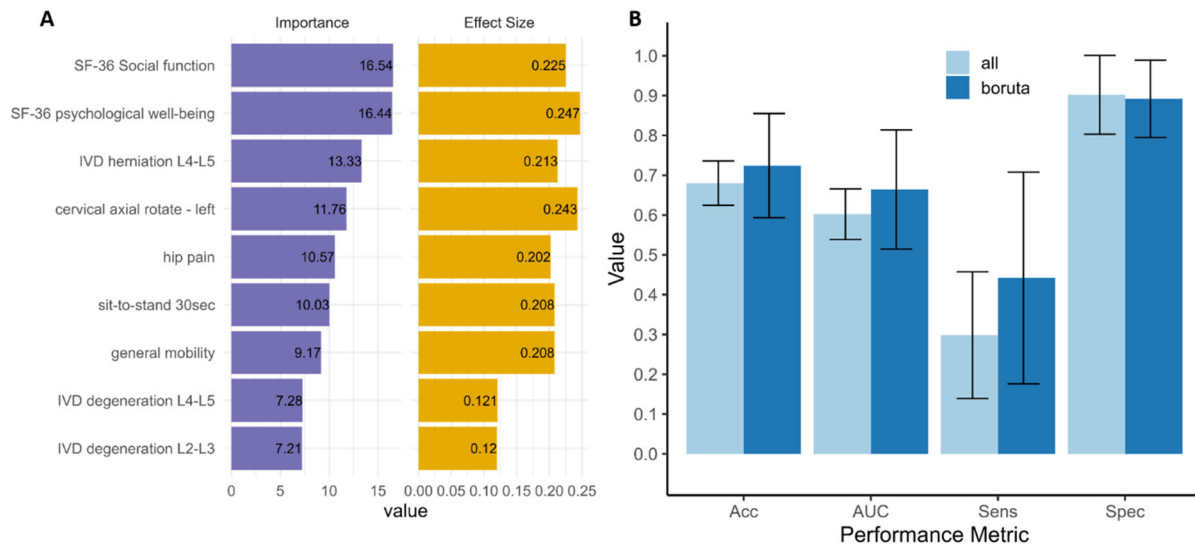 A
Importance
Effect Size
SF-36 Social function
16.54
0.225
SF-36 psychological well-being
16.44
0.247
IVD herniation L4-L5
13.33
0.213
cervical axial rotate - left
11.76
0.243
hip pain
10.57
0.202
sit-to-stand 30sec
10.03
0.208
general mobility
9.17
0.208
IVD degeneration L4-L5
7.28
0.121
IVD degeneration L2-L3
7.21
0.12
0 5 10 15
0.00 0.05 0.10 0.15 0.20 0.25
value
B
all
boruta
1.0
0.9
0.8
0.7
0.6
0.5
0.4
0.3
0.2
0.1
0.0
Value
Acc AUC Sens Spec
Performance Metric